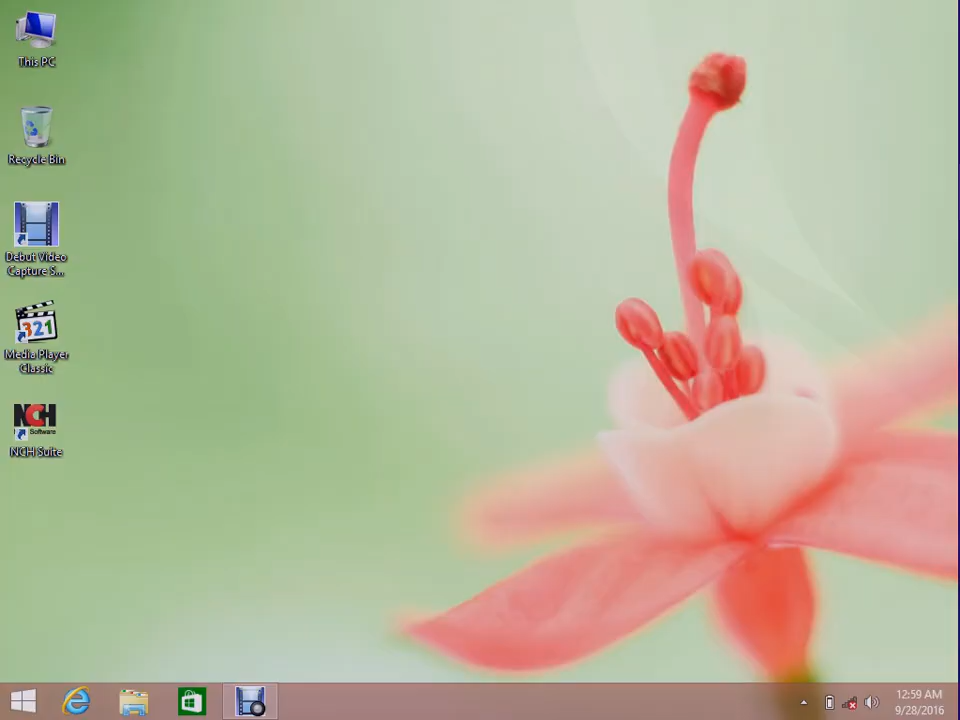 This PC
Recycle Bin
Debut Video
Capture S...
321
Media Player
Classic
NCH
Software
NCH Suite
12:59 AM
9/28/2016